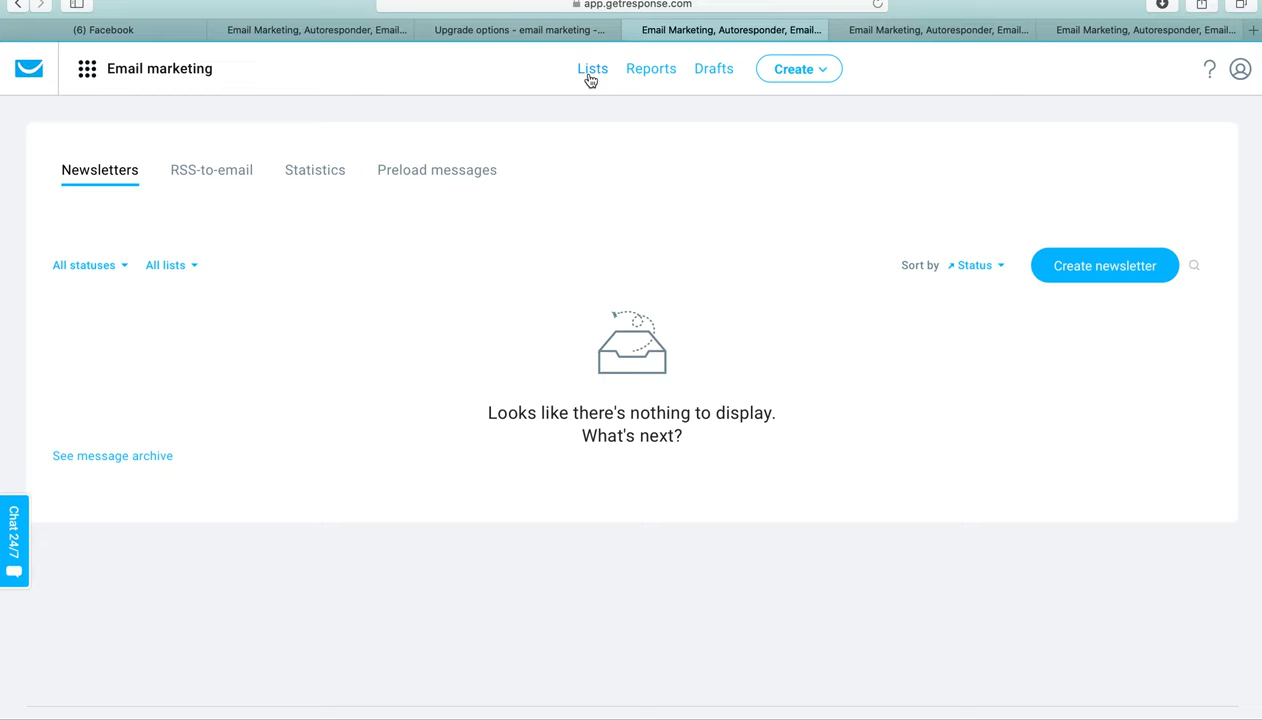 app.getresponse.com
(6) Facebook
Email Marketing, Autoresponder, Email...
Upgrade options - email marketing -...
Email Marketing, Autoresponder, Email...
Email Marketing, Autoresponder, Email...
Email Marketing, Autoresponder, Email...
Email marketing
Lists
Reports
Drafts
Create
?
Newsletters
RSS-to-email
Statistics
Preload messages
All statuses
All lists
Sort by
Status
Create newsletter
Looks like there's nothing to display.
What's next?
See message archive
Chat 24/7